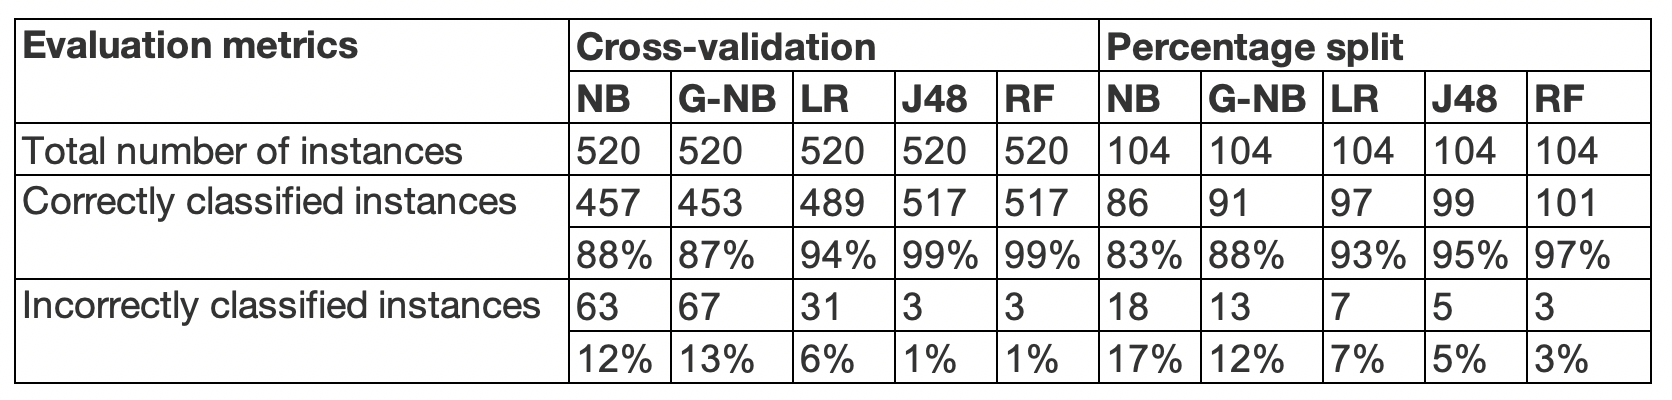 Evaluation metrics Cross-validation Percentage split
NB G-NB LR J48 RF NB G-NB LR J48 RF
Total number of instances 520 520 520 520 520 104 104 104 104 104
Correctly classified instances 457 453 489 517 517 86 91 97 99 101
88% 87% 94% 99% 99% 83% 88% 93% 95% 97%
Incorrectly classified instances 63 67 31 3 3 18 13 7 5 3
12% 13% 6% 1% 1% 17% 12% 7% 5% 3%